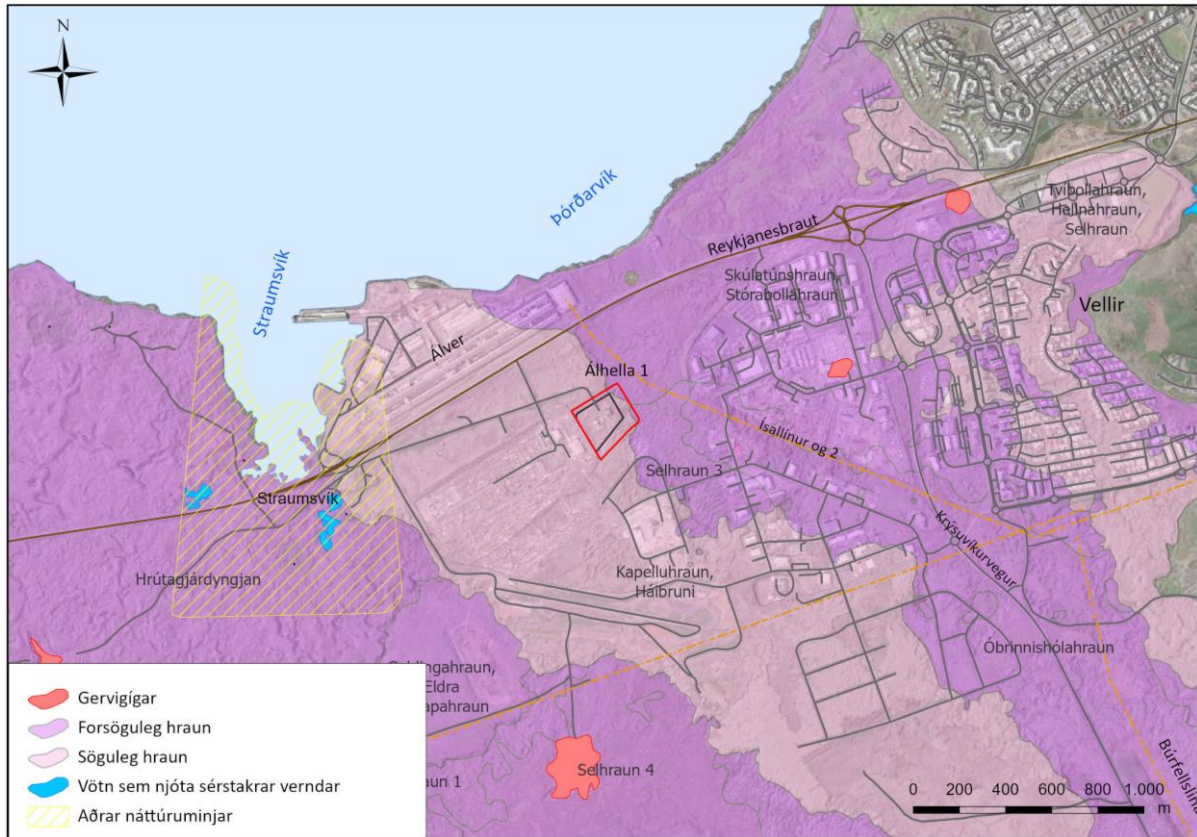 N
Þórðarvík
Tvíbollahraun,
Hellnahraun,
Selhraun
Reykjanesbraut
Straumsvík
Skúlatúnshraun,
Stórabollahraun
Vellir
Álver
Álhella 1
Ísallínur og 2
Selhraun 3
Straumsvík
Krýsuvíkurvegur
Hrútagjárdyngjan
Kapelluhraun,
Háibruni
Óbrinnishólahraun
Eldra
Selhraun 4
Gervigígar
Forsöguleg hraun
Söguleg hraun
Vötn sem njóta sérstakrar verndar
Aðrar náttúruminjar
0 200 400 600 800 1.000
m